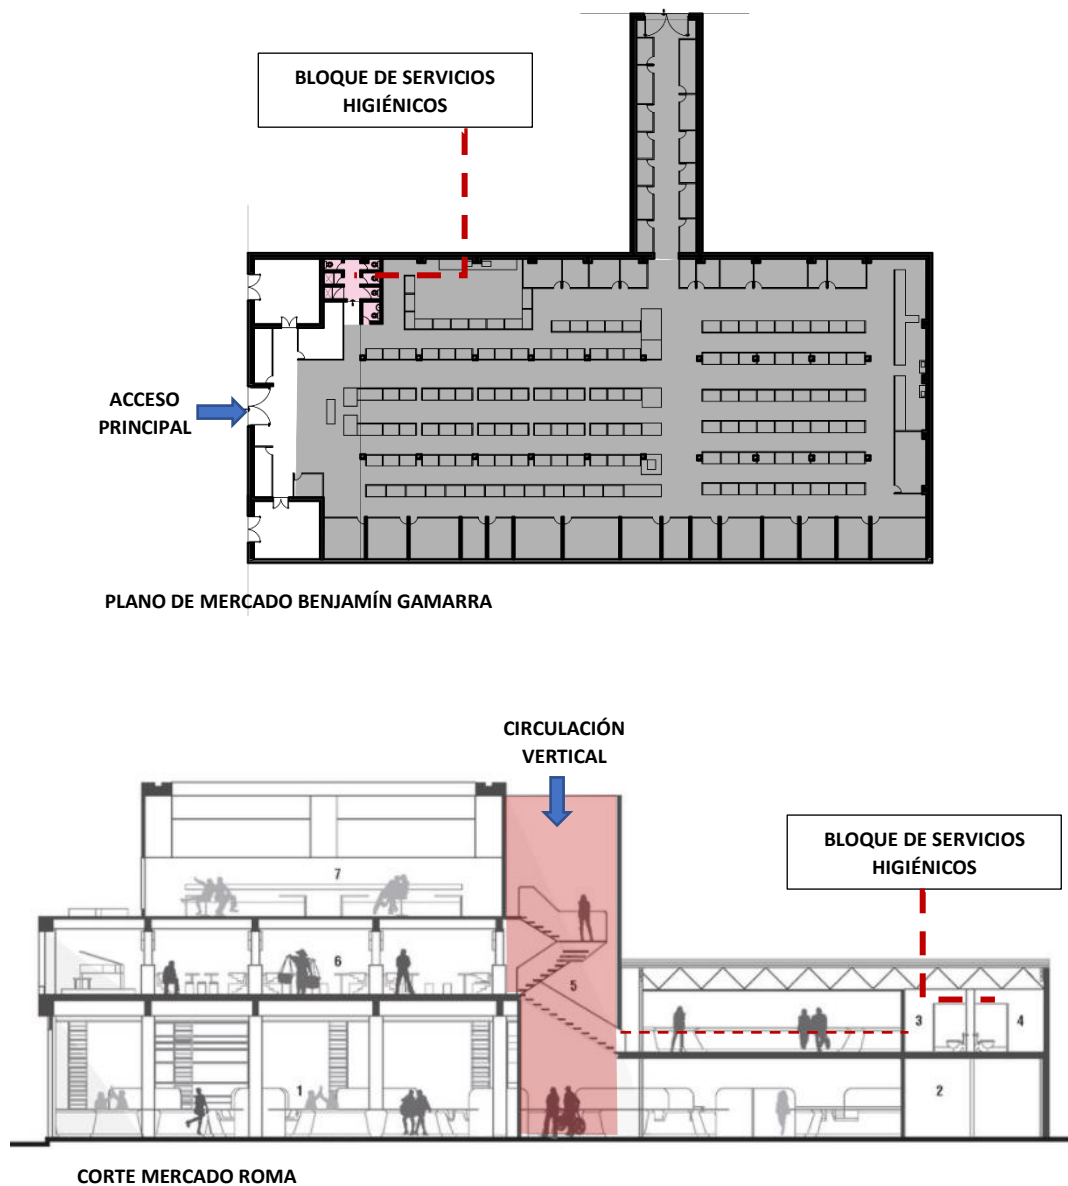 BLOQUE DE SERVICIOS
HIGIÉNICOS
ACCESO
PRINCIPAL
PLANO DE MERCADO BENJAMÍN GAMARRA
CIRCULACIÓN
VERTICAL
BLOQUE DE SERVICIOS
HIGIÉNICOS
7
6
5
3
4
1
2
CORTE MERCADO ROMA